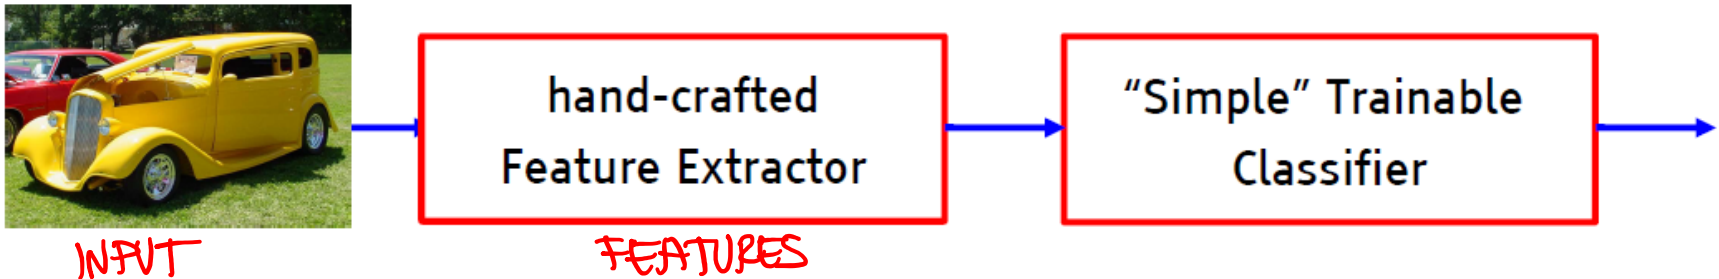 hand-crafted
Feature Extractor
“Simple” Trainable
Classifier
INPUT
FEATURES